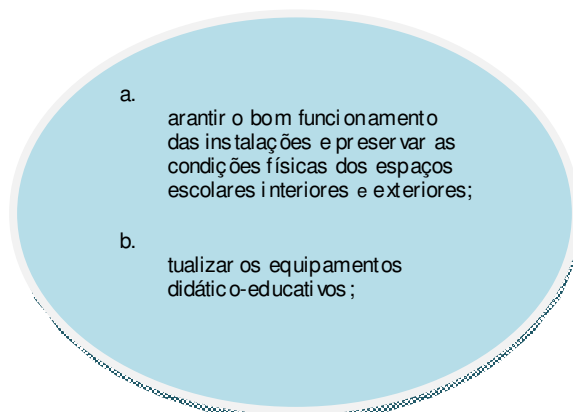 a.
arantir o bom funcionamento
das instalações e preservar as
condições físicas dos espaços
escolares interiores e exteriores;
b.
tualizar os equipamentos
didático-educativos;